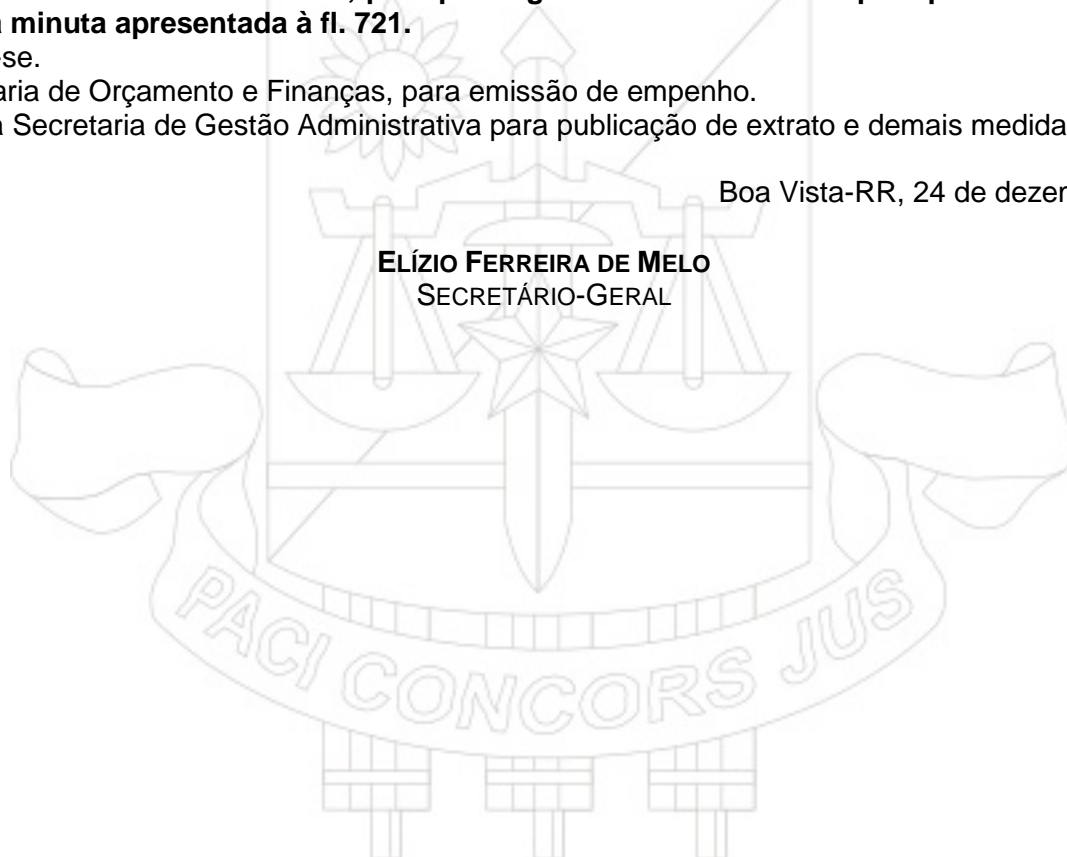 a minuta apresentada à fl. 721.
se.
aria de Orçamento e Finanças, para emissão de empenho.
a Secretaria de Gestão Administrativa para publicação de extrato e demais medida
Boa Vista-RR, 24 de dezer
ELÍZIO FERREIRA DE MELO
SECRETÁRIO-GERAL
PACI CONCORS JUS